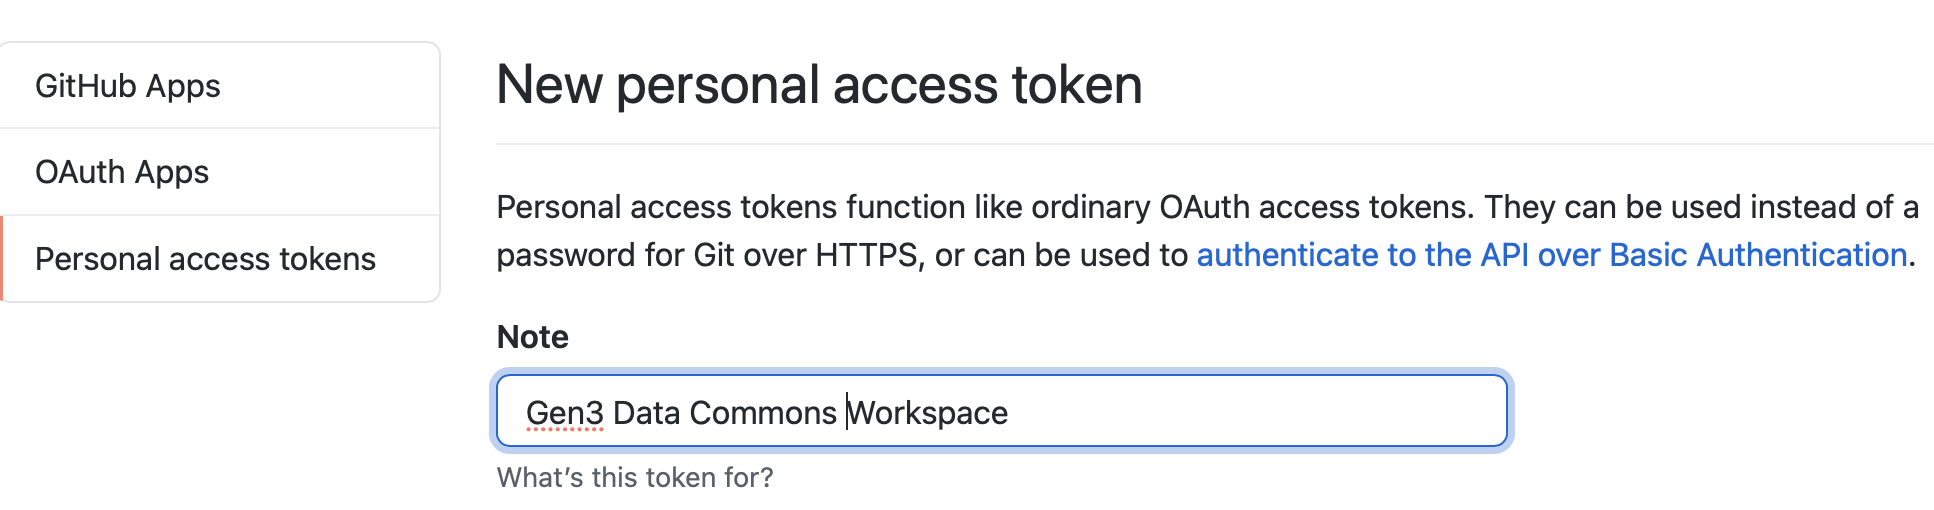 GitHub Apps
OAuth Apps
Personal access tokens
New personal access token
Personal access tokens function like ordinary OAuth access tokens. They can be used instead of a
password for Git over HTTPS, or can be used to authenticate to the API over Basic Authentication.
Note
Gen3 Data Commons Workspace
What's this token for?